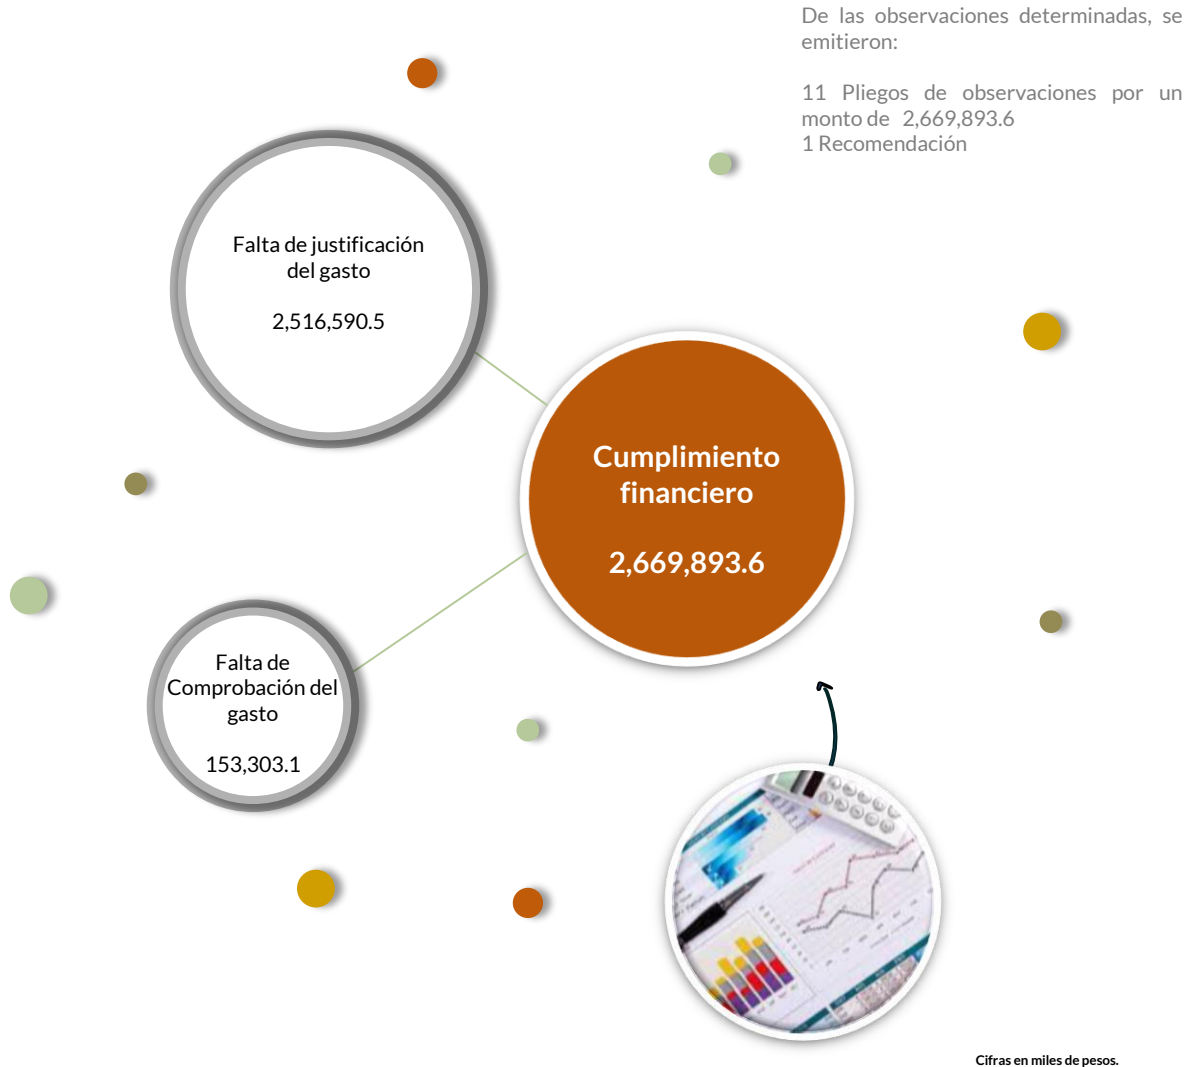 De las observaciones determinadas, se
emitieron:
11 Pliegos de observaciones por un
monto de 2,669,893.6
1 Recomendación
Falta de justificación
del gasto
2,516,590.5
Cumplimiento
financiero
2,669,893.6
Falta de
Comprobación del
gasto
153,303.1
Cifras en miles de pesos.